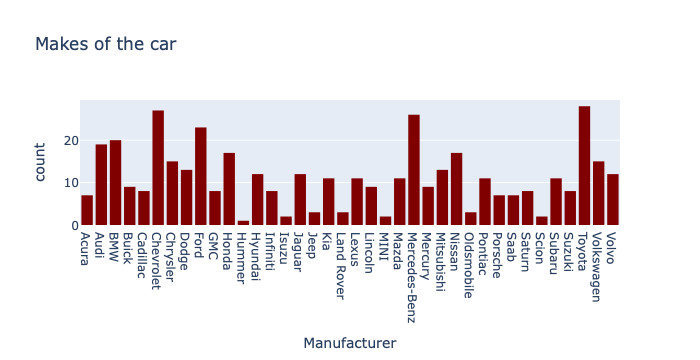 Makes of the car
count
20
10
0
Acura
Audi
BMW
Buick
Cadillac
Chevrolet
Chrysler
Dodge
Ford
GMC
Honda
Hummer
Hyundai
Infiniti
Isuzu
Jaguar
Jeep
Kia
Land Rover
Lexus
Lincoln
MINI
Mazda
Mercedes-Benz
Mercury
Mitsubishi
Nissan
Oldsmobile
Pontiac
Porsche
Saab
Saturn
Scion
Subaru
Suzuki
Toyota
Volkswagen
Volvo
Manufacturer